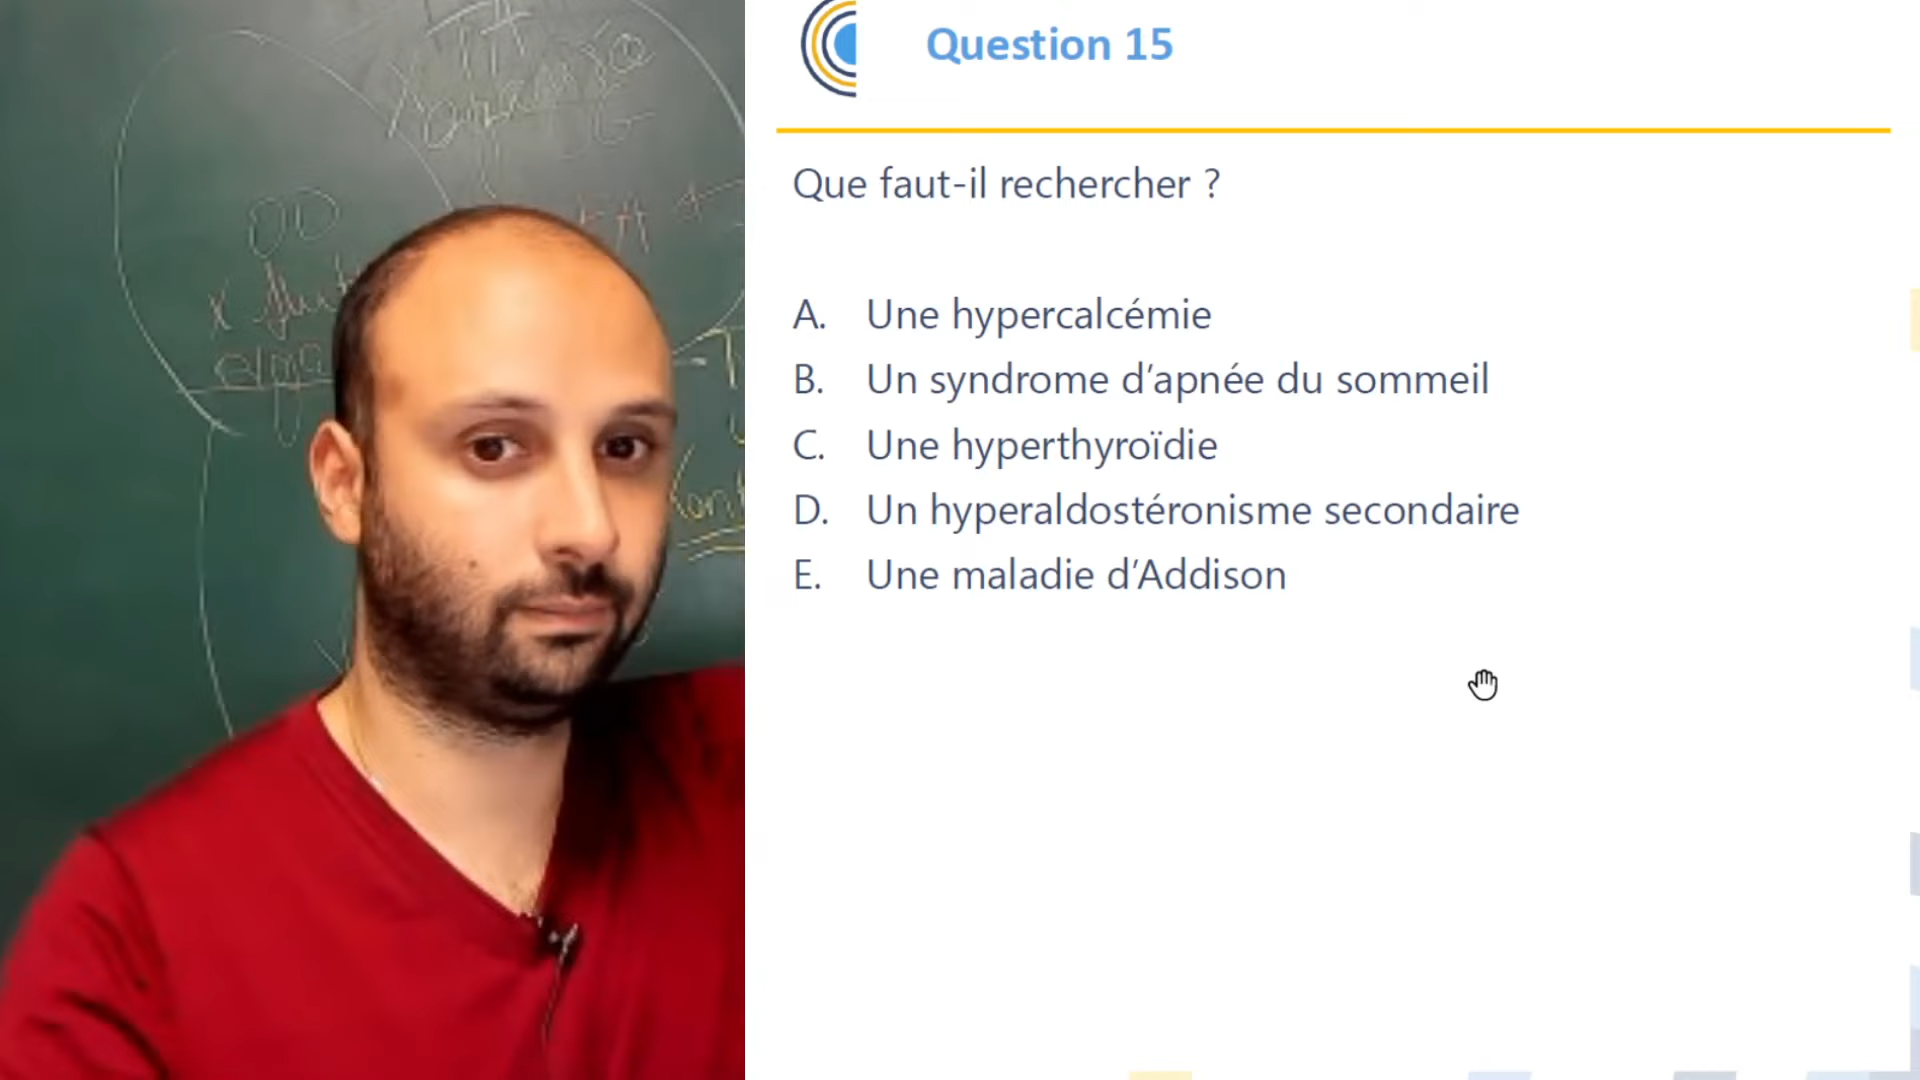 Question 15
Que faut-il rechercher ?
A. Une hypercalcémie
B. Un syndrome d’apnée du sommeil
C. Une hyperthyroïdie
D. Un hyperaldostéronisme secondaire
E. Une maladie d’Addison